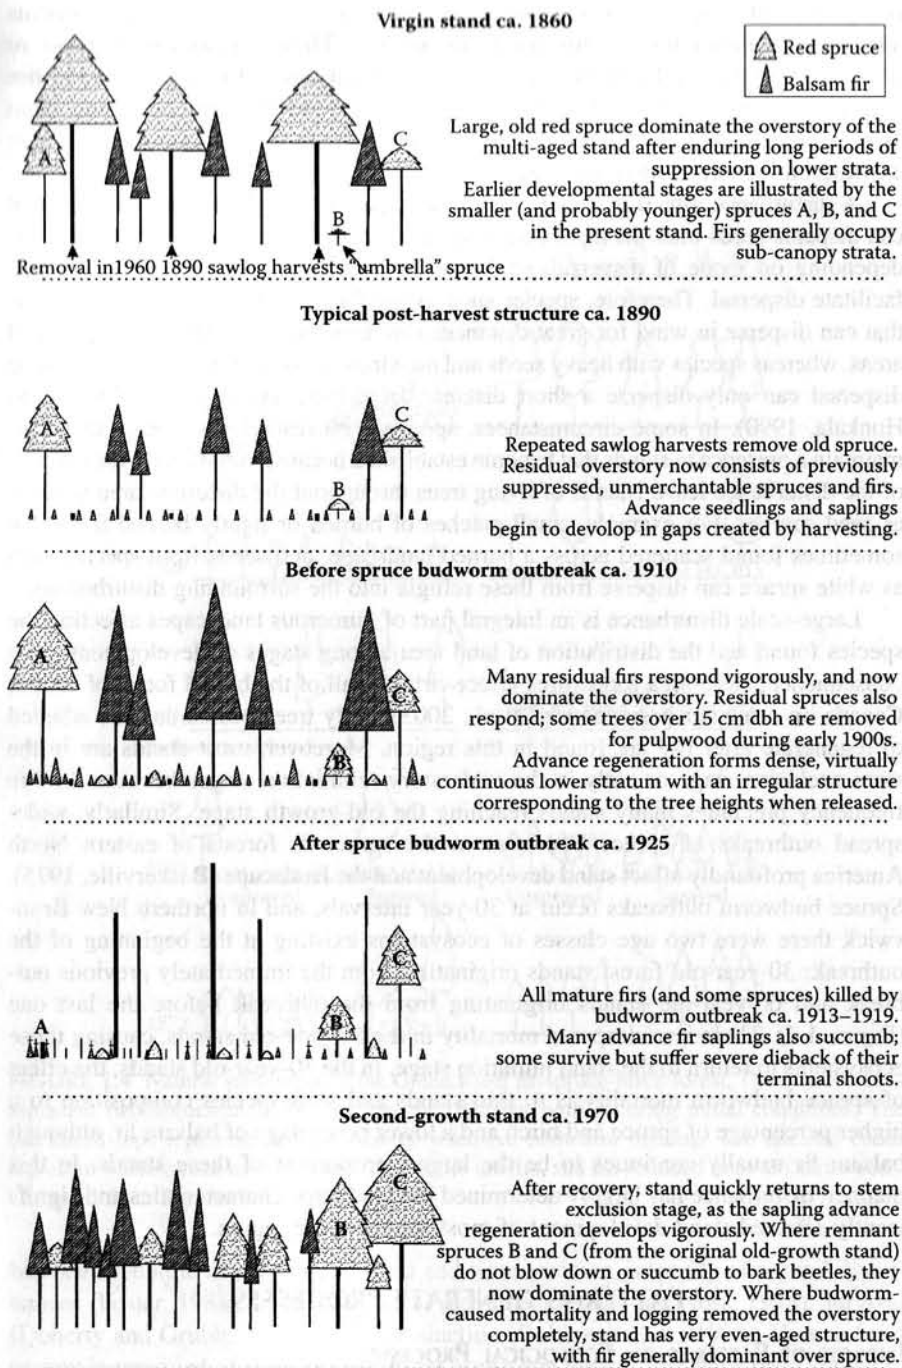 Virgin stand ca. 1860
Red spruce
Balsam fir
Large, old red spruce dominate the overstory of the
multi-aged stand after enduring long periods of
suppression on lower strata.
Earlier developmental stages are illustrated by the
smaller (and probably younger) spruces A, B, and C
in the present stand. Firs generally occupy
sub-canopy strata.
A
B
C
Removal in1960 1890 sawlog harvests "umbrella" spruce
Typical post-harvest structure ca. 1890
A
B
C
Repeated sawlog harvests remove old spruce.
Residual overstory now consists of previously
suppressed, unmerchantable spruces and firs.
Advance seedlings and saplings
begin to devolop in gaps created by harvesting.
Before spruce budworm outbreak ca. 1910
A
B
C
Many residual firs respond vigorously, and now
dominate the overstory. Residual spruces also
respond; some trees over 15 cm dbh are removed
for pulpwood during early 1900s.
Advance regeneration forms dense, virtually
continuous lower stratum with an irregular structure
corresponding to the tree heights when released.
After spruce budworm outbreak ca. 1925
A
B
C
All mature firs (and some spruces) killed by
budworm outbreak ca. 1913–1919.
Many advance fir saplings also succumb;
some survive but suffer severe dieback of their
terminal shoots.
Second-growth stand ca. 1970
B
C
After recovery, stand quickly returns to stem
exclusion stage, as the sapling advance
regeneration develops vigorously. Where remnant
spruces B and C (from the original old-growth stand)
do not blow down or succumb to bark beetles, they
now dominate the overstory. Where budworm-
caused mortality and logging removed the overstory
completely, stand has very even-aged structure,
with fir generally dominant over spruce.